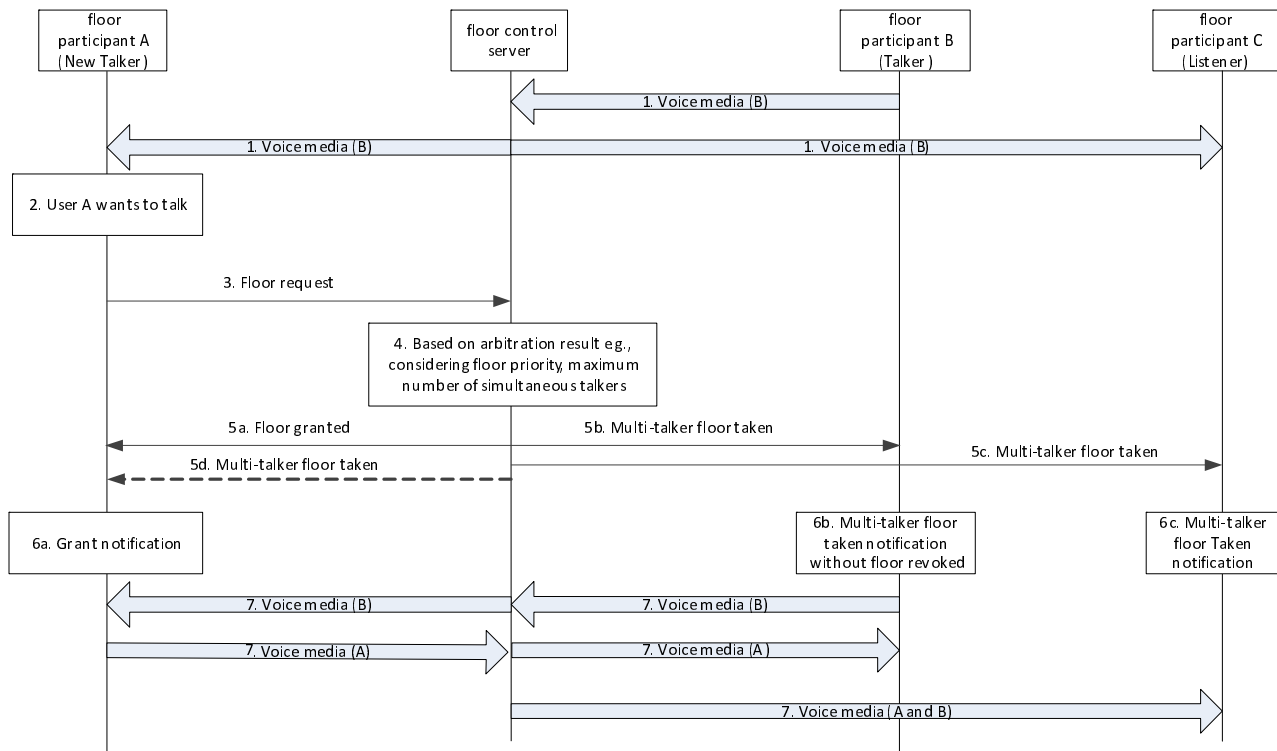 floor
participant A
(New Talker)
floor control
server
floor
participant B
(Talker)
floor
participant C
(Listener)
1. Voice media (B)
1. Voice media (B)
1. Voice media (B)
2. User A wants to talk
3. Floor request
4. Based on arbitration result e.g.,
considering floor priority, maximum
number of simultaneous talkers
5a. Floor granted
5b. Multi-talker floor taken
5c. Multi-talker floor taken
5d. Multi-talker floor taken
6a. Grant notification
6b. Multi-talker floor
taken notification
without floor revoked
6c. Multi-talker
floor Taken
notification
7. Voice media (B)
7. Voice media (B)
7. Voice media (A)
7. Voice media (A)
7. Voice media (A and B)